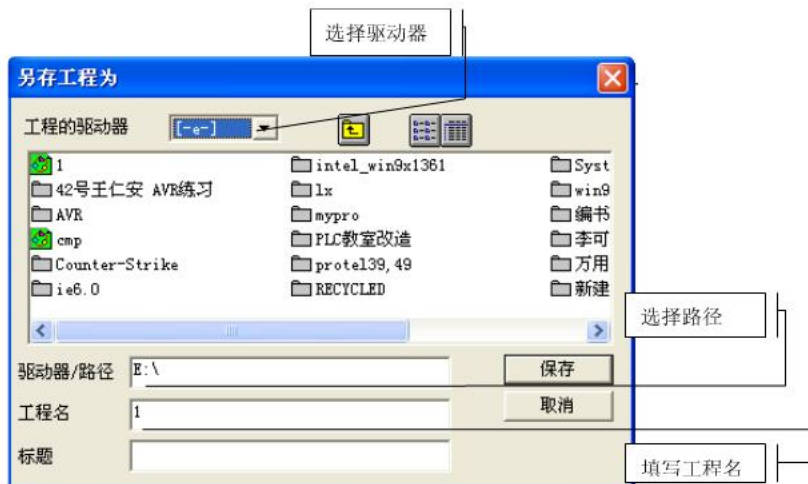 选择驱动器
另存工程为
工程的驱动器 [-e-]
1 intel_win9x1361 Syst
42号王仁安 AVR练习 lx win9
AVR mypro 编书
cmp PLC教室改造 李可
Counter-Strike protel39,49 万用
ie6.0 RECYCLED 新建
选择路径
驱动器/路径 E:\ 保存
工程名 1 取消
标题
填写工程名